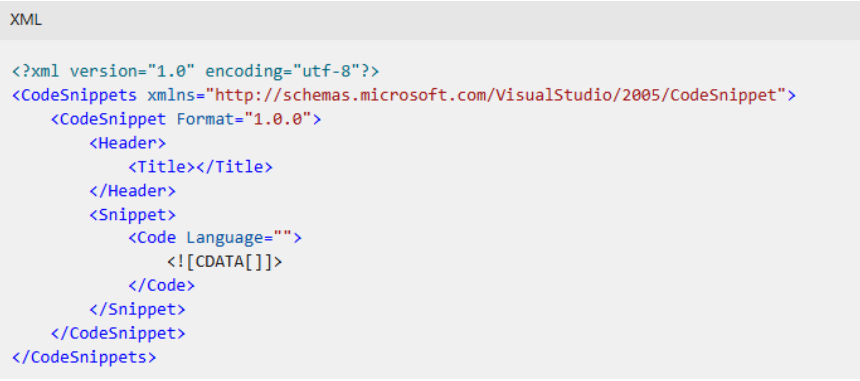 XML
<?xml version="1.0" encoding="utf-8"?>
<CodeSnippets xmlns="http://schemas.microsoft.com/VisualStudio/2005/CodeSnippet">
    <CodeSnippet Format="1.0.0">
        <Header>
            <Title></Title>
        </Header>
        <Snippet>
            <Code Language="">
                <![CDATA[]]>
            </Code>
        </Snippet>
    </CodeSnippet>
</CodeSnippets>